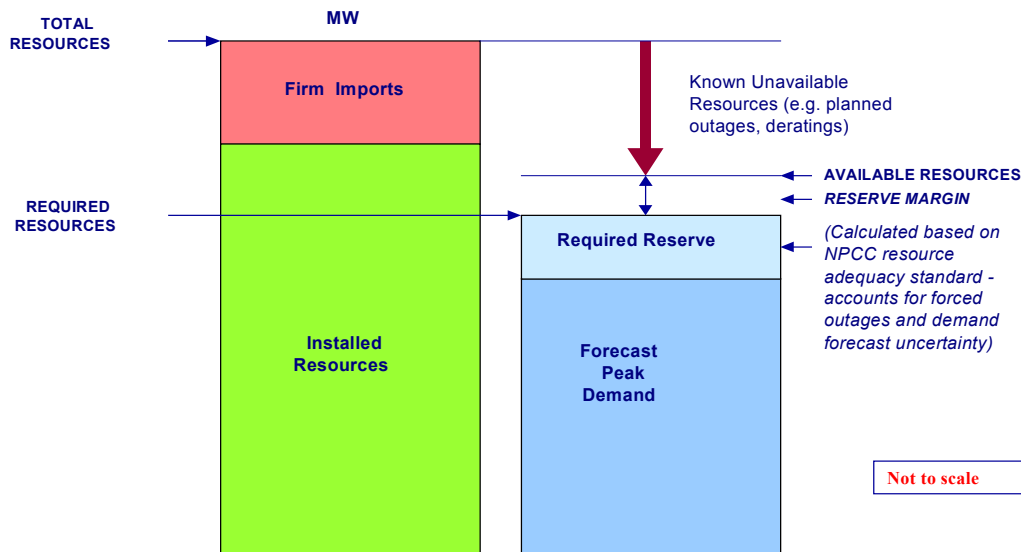 MW
TOTAL
RESOURCES
Firm Imports
Known Unavailable
Resources (e.g. planned
outages, deratings)
AVAILABLE RESOURCES
RESERVE MARGIN
REQUIRED
RESOURCES
Required Reserve
(Calculated based on
NPCC resource
adequacy standard -
accounts for forced
outages and demand
forecast uncertainty)
Installed
Resources
Forecast
Peak
Demand
Not to scale